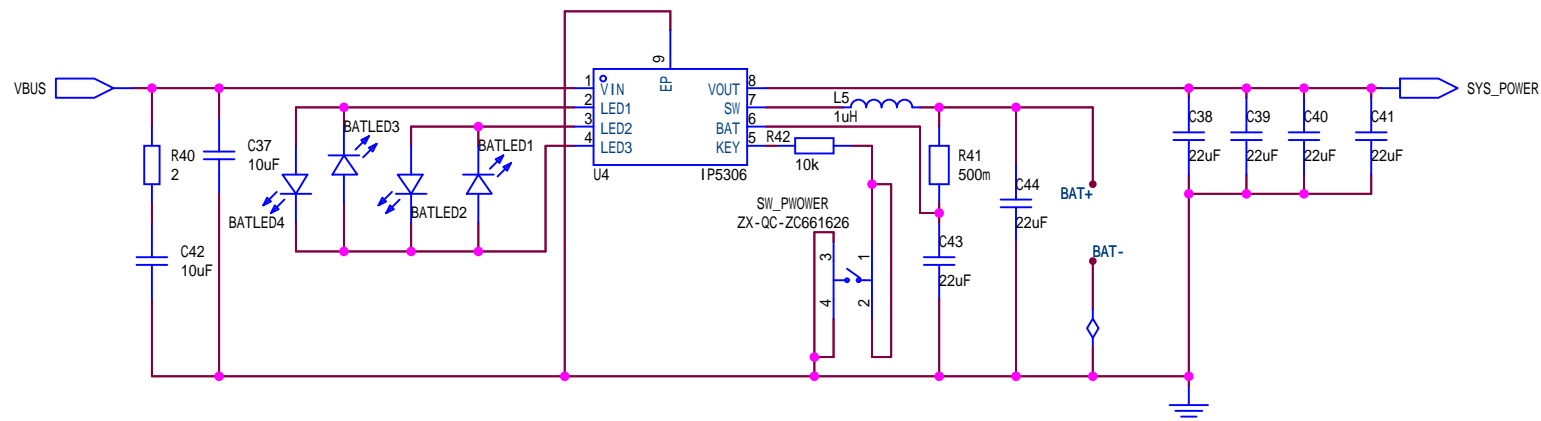 VBUS
R40
2
C42
10uF
C37
10uF
BATLED4
BATLED3
BATLED2
BATLED1
9
EP
1
VIN
2
LED1
3
LED2
4
LED3
VOUT
8
SW
7
BAT
6
KEY
5
U4
IP5306
L5
1uH
R42
10k
SW_PWOWER
ZX-QC-ZC661626
3
4
1
2
R41
500m
C43
22uF
C44
22uF
BAT+
BAT-
C38
22uF
C39
22uF
C40
22uF
C41
22uF
SYS_POWER